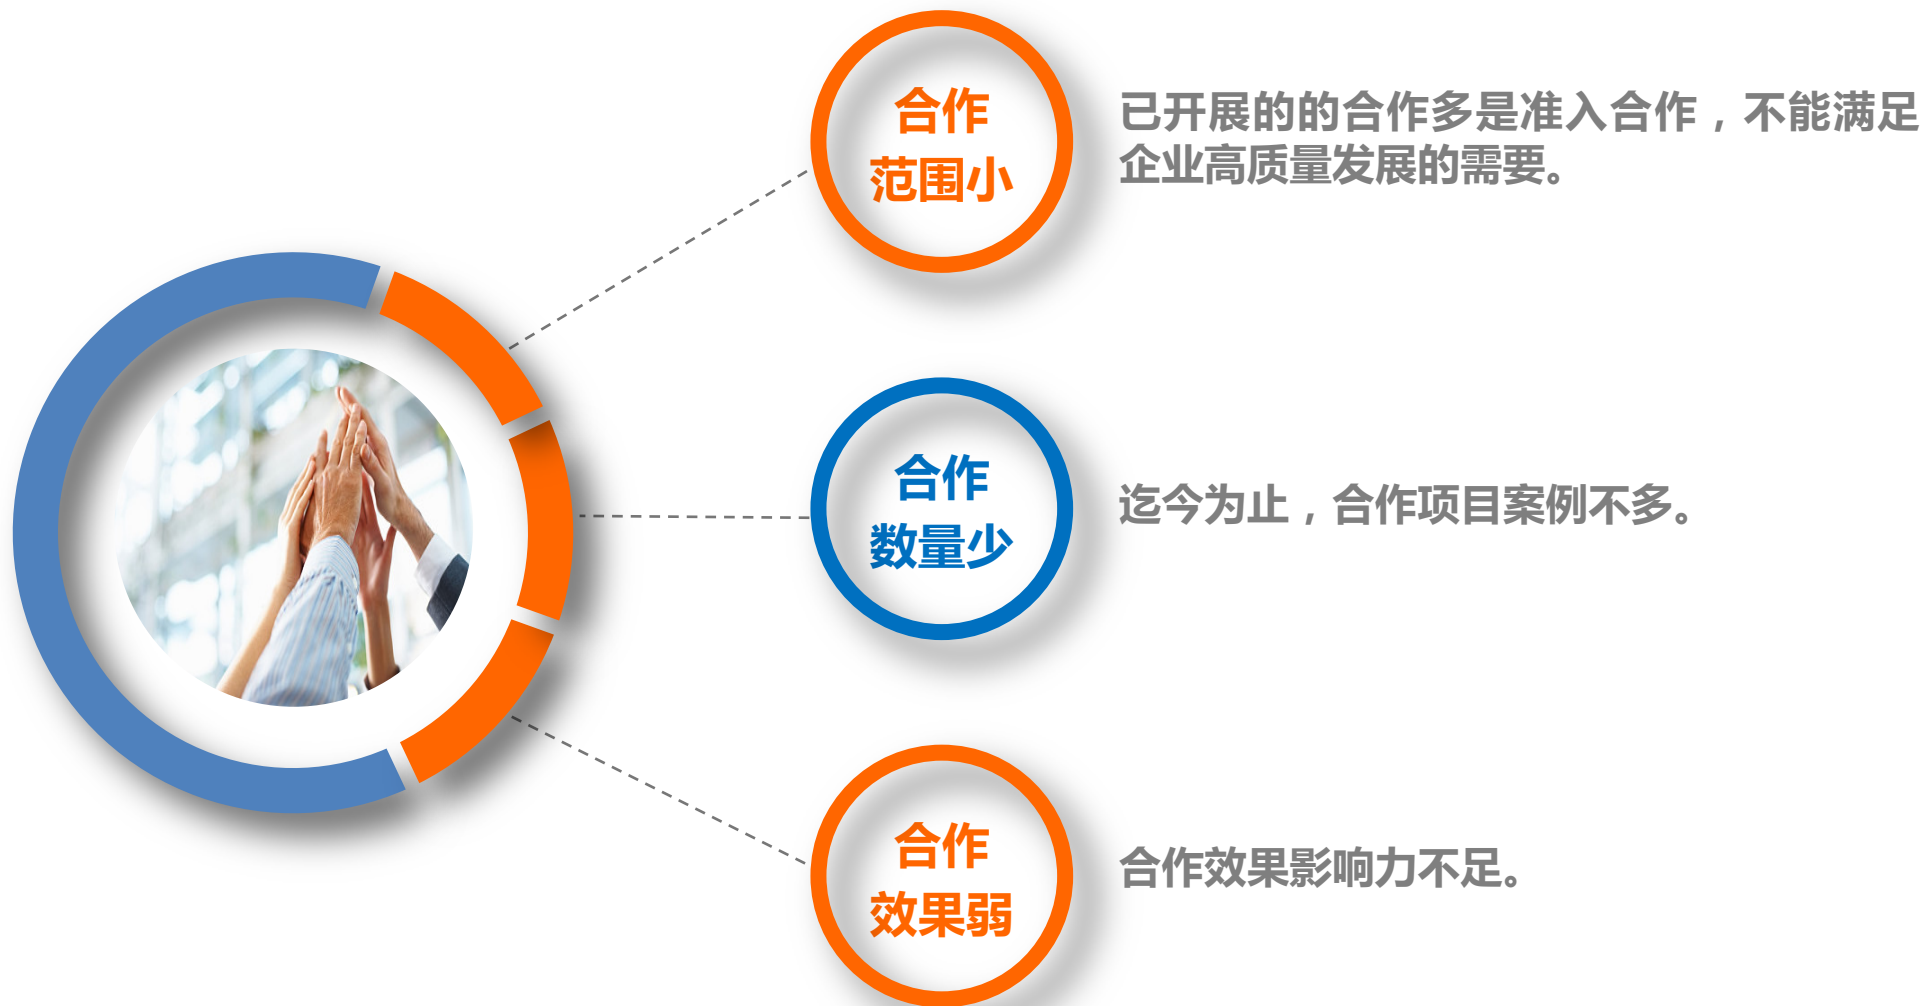 合作
范围小
已开展的的合作多是准入合作，不能满足
企业高质量发展的需要。
合作
数量少
迄今为止，合作项目案例不多。
合作
效果弱
合作效果影响力不足。